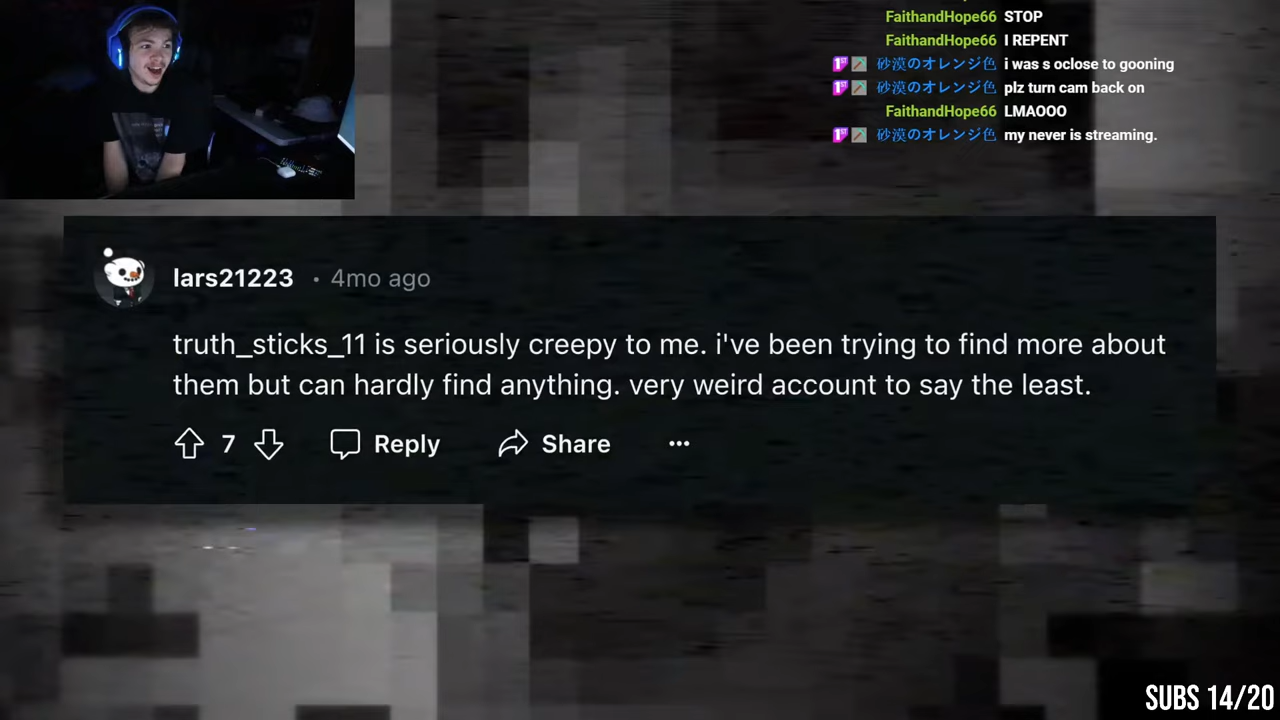 FaithandHope66 STOP
FaithandHope66 I REPENT
砂漠のオレンジ色 i was s oclose to gooning
砂漠のオレンジ色 plz turn cam back on
FaithandHope66 LMAOOO
砂漠のオレンジ色 my never is streaming.
lars21223 · 4mo ago
truth_sticks_11 is seriously creepy to me. i've been trying to find more about
them but can hardly find anything. very weird account to say the least.
7 Reply Share ···
SUBS 14/20